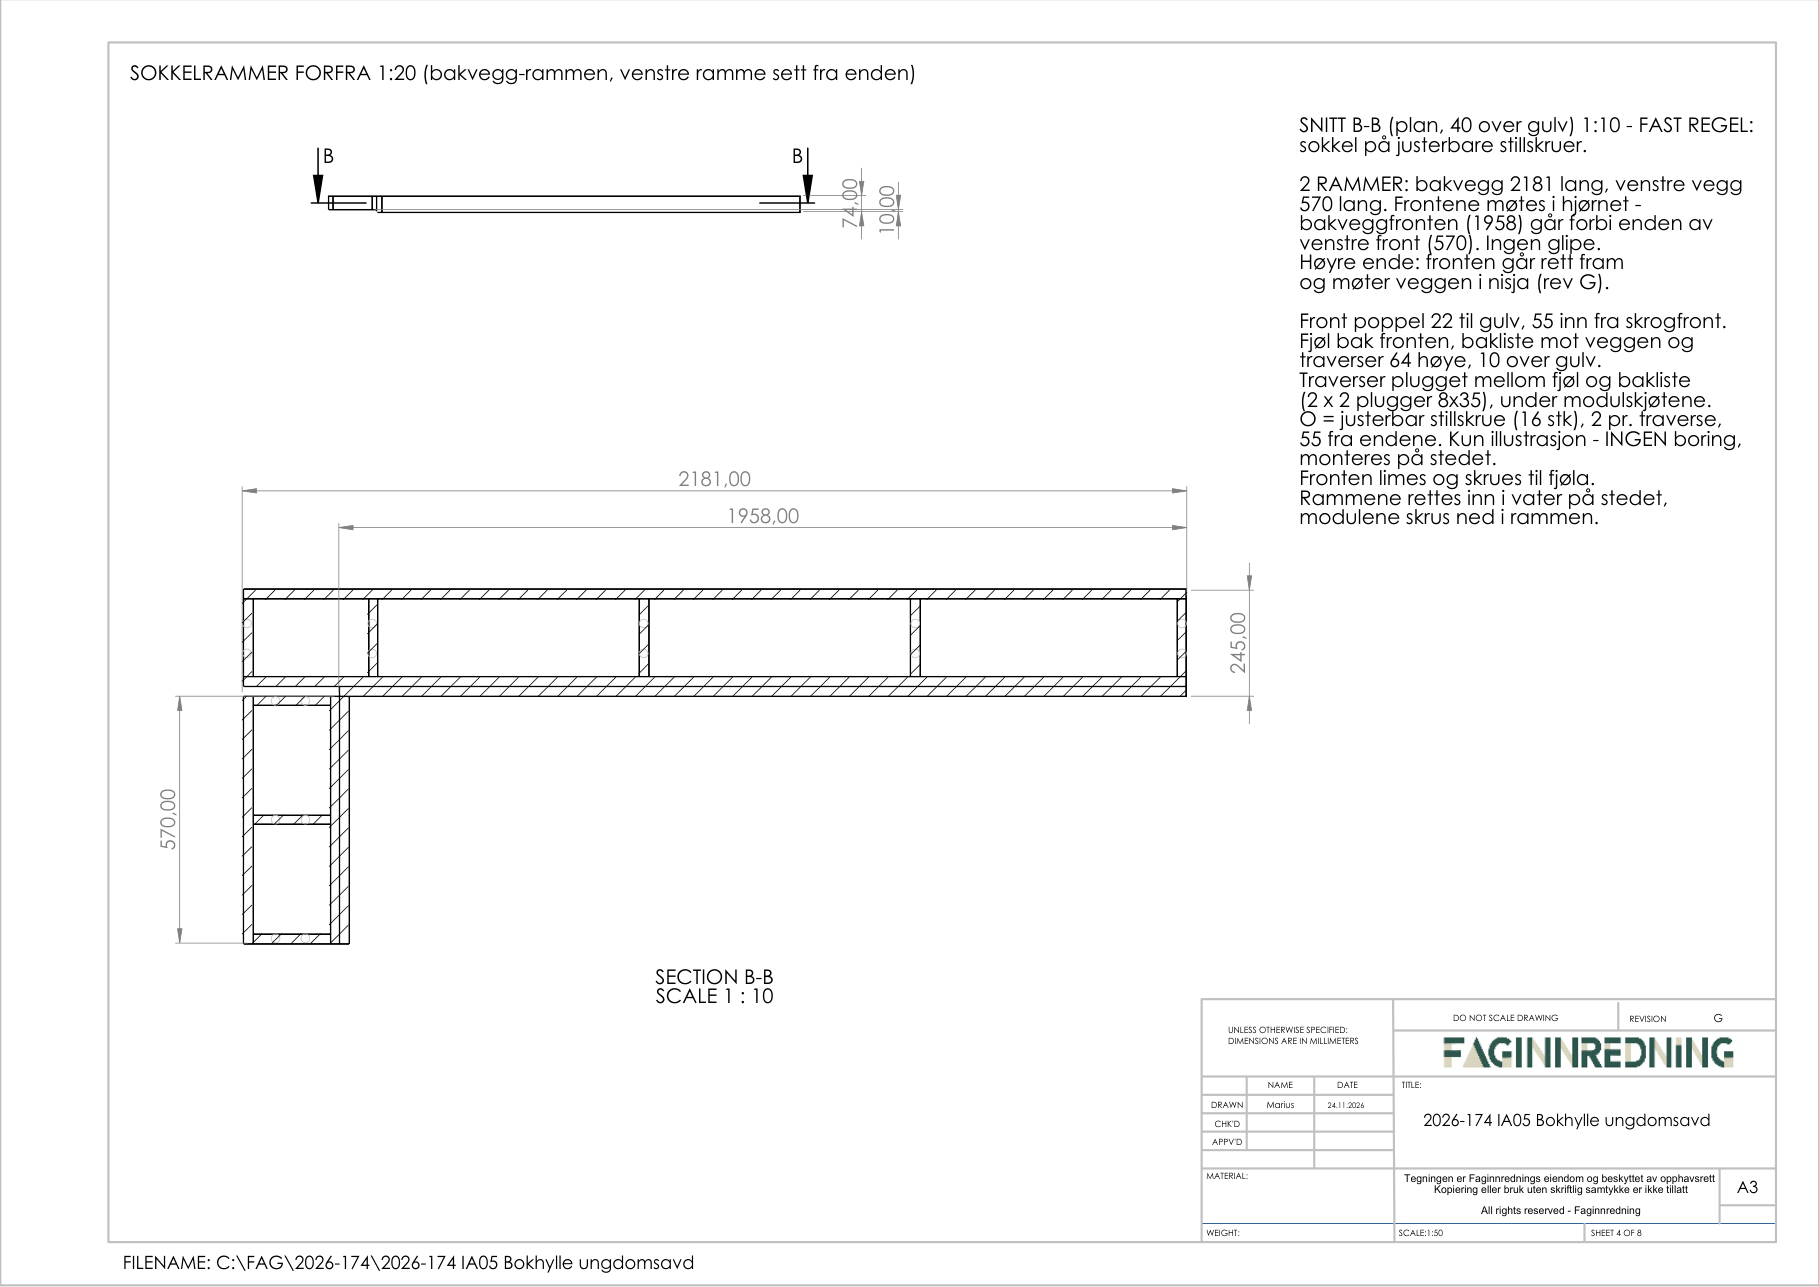 SOKKELRAMMER FORFRA 1:20 (bakvegg-rammen, venstre ramme sett fra enden)
B
B
74,00
10,00
SNITT B-B (plan, 40 over gulv) 1:10 - FAST REGEL:
sokkel på justerbare stillskruer.
2 RAMMER: bakvegg 2181 lang, venstre vegg
570 lang. Frontene møtes i hjørnet -
bakveggfronten (1958) går forbi enden av
venstre front (570). Ingen glipe.
Høyre ende: fronten går rett fram
og møter veggen i nisja (rev G).
Front poppel 22 til gulv, 55 inn fra skrogfront.
Fjøl bak fronten, bakliste mot veggen og
traverser 64 høye, 10 over gulv.
Traverser plugget mellom fjøl og bakliste
(2 x 2 plugger 8x35), under modulskjøtene.
O = justerbar stillskrue (16 stk), 2 pr. traverse,
55 fra endene. Kun illustrasjon - INGEN boring,
monteres på stedet.
Fronten limes og skrues til fjøla.
Rammene rettes inn i vater på stedet,
modulene skrus ned i rammen.
2181,00
1958,00
245,00
570,00
SECTION B-B
SCALE 1 : 10
UNLESS OTHERWISE SPECIFIED:
DIMENSIONS ARE IN MILLIMETERS
DO NOT SCALE DRAWING
REVISION G
FAGINNREDNING
NAME DATE
DRAWN Marius 24.11.2026
CHK'D
APPV'D
TITLE:
2026-174 IA05 Bokhylle ungdomsavd
MATERIAL:
Tegningen er Faginnrednings eiendom og beskyttet av opphavsrett
Kopiering eller bruk uten skriftlig samtykke er ikke tillatt
All rights reserved - Faginnredning
A3
WEIGHT:
SCALE:1:50
SHEET 4 OF 8
FILENAME: C:\FAG\2026-174\2026-174 IA05 Bokhylle ungdomsavd